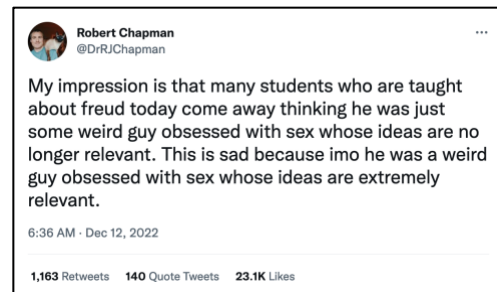 Robert Chapman
@DrRJChapman
...
My impression is that many students who are taught
about freud today come away thinking he was just
some weird guy obsessed with sex whose ideas are no
longer relevant. This is sad because imo he was a weird
guy obsessed with sex whose ideas are extremely
relevant.
6:36 AM · Dec 12, 2022
1,163 Retweets 140 Quote Tweets 23.1K Likes